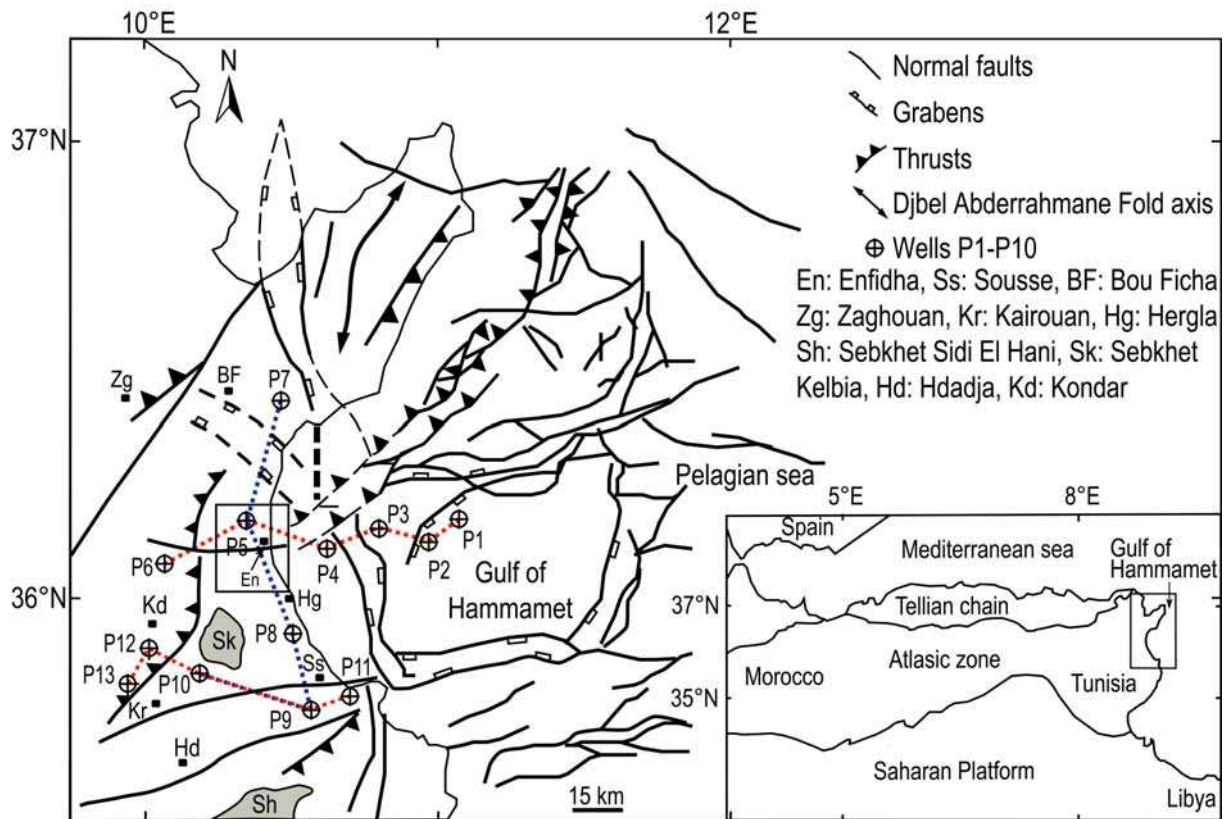 10°E
12°E
N
37°N
36°N
Normal faults
Grabens
Thrusts
Djbel Abderrahmane Fold axis
Wells P1-P10
En: Enfidha, Ss: Sousse, BF: Bou Ficha
Zg: Zaghouan, Kr: Kairouan, Hg: Hergla
Sh: Sebkhet Sidi El Hani, Sk: Sebkhet
Kelbia, Hd: Hdadja, Kd: Kondar
Zg
BF
P7
Pelagian sea
P3
P1
P5
P4
P2
P6
En
Gulf of
Hammamet
Hg
Kd
Sk
P8
P12
Ss
P11
P13
P10
Kr
P9
Hd
Sh
15 km
5°E
8°E
Spain
Mediterranean sea
Gulf of
Hammamet
37°N
Tellian chain
Atlasic zone
Morocco
Tunisia
35°N
Saharan Platform
Libya